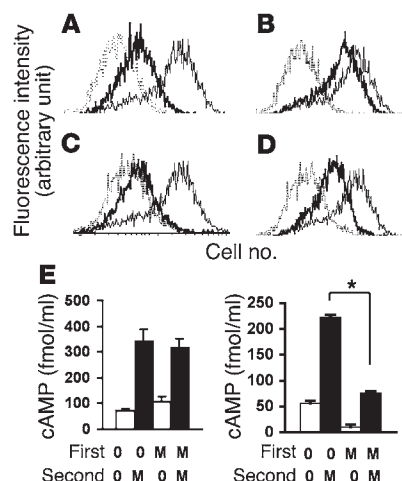 A
B
Fluorescence intensity
(arbitrary unit)
C
D
Cell no.
E
cAMP (fmol/ml)
500
400
300
200
100
0
First 0 0 M M
Second 0 M 0 M
cAMP (fmol/ml)
250
200
150
100
50
0
*
First 0 0 M M
Second 0 M 0 M